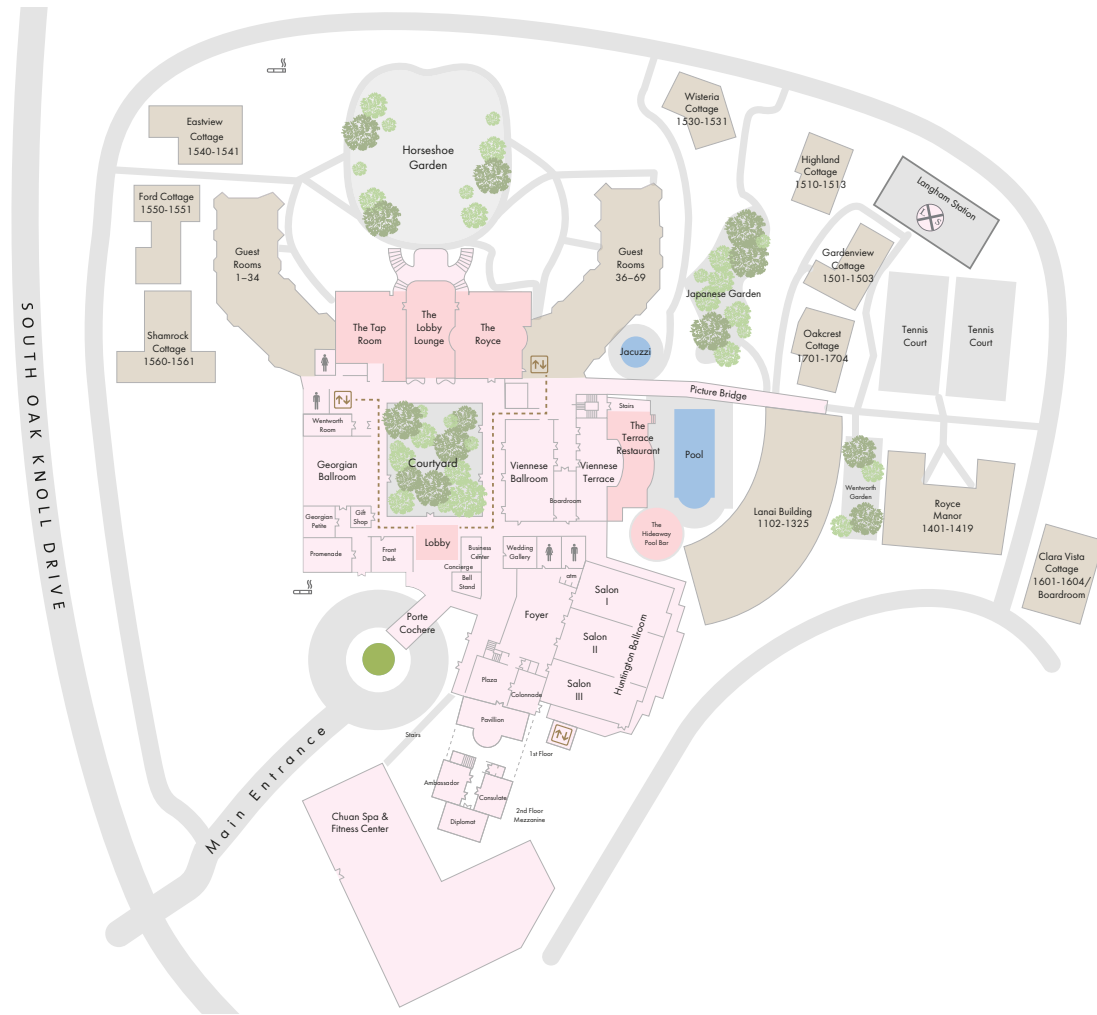 Eastview
Cottage
1540-1541
Ford Cottage
1550-1551
Shamrock
Cottage
1560-1561
Guest
Rooms
1–34
Horseshoe
Garden
Guest
Rooms
36–69
Wisteria
Cottage
1530-1531
Highland
Cottage
1510-1513
Langham Station
L
S
Gardenview
Cottage
1501-1503
Japanese Garden
Oakcrest
Cottage
1701-1704
Tennis
Court
Tennis
Court
The Tap
Room
The
Lobby
Lounge
The
Royce
Jacuzzi
Picture Bridge
Stairs
Wentworth
Room
Georgian
Ballroom
Courtyard
Viennese
Ballroom
Boardroom
Viennese
Terrace
The
Terrace
Restaurant
Pool
The
Hideaway
Pool Bar
Lanai Building
1102-1325
Wentworth
Garden
Royce
Manor
1401-1419
Clara Vista
Cottage
1601-1604/
Boardroom
Georgian
Petite
Gift
Shop
Promenade
Front
Desk
Lobby
Concierge
Business
Center
Bell
Stand
Wedding
Gallery
atm
Porte
Cochere
Foyer
Salon
I
Salon
II
Salon
III
Huntington Ballroom
Plaza
Colonnade
Pavillion
Stairs
1st Floor
Ambassador
Consulate
Diplomat
2nd Floor
Mezzanine
Chuan Spa &
Fitness Center
Main Entrance
SOUTH OAK KNOLL DRIVE